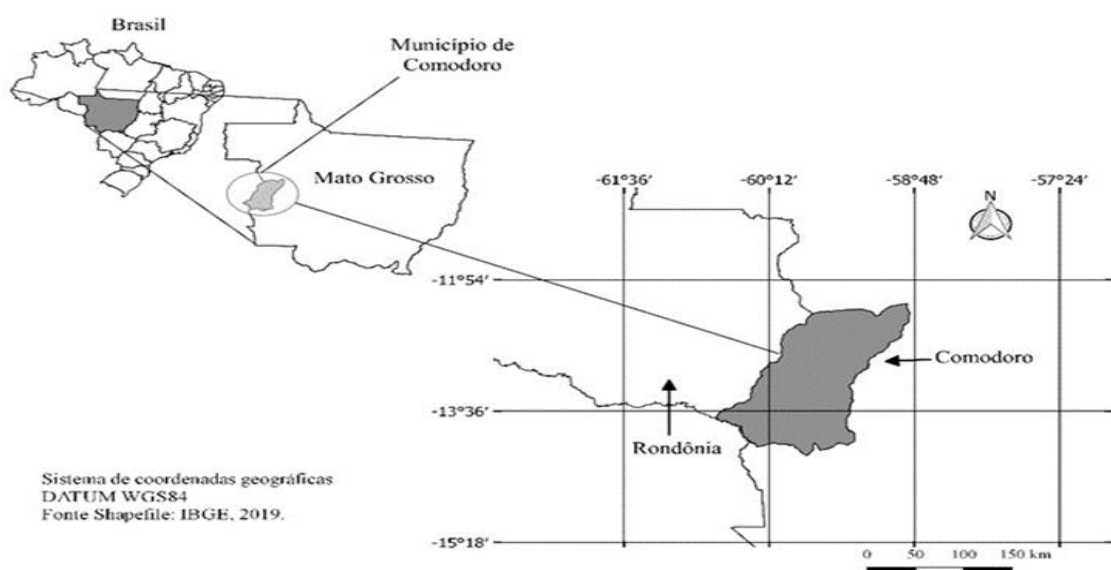 Brasil
Município de
Comodoro
Mato Grosso
-61°36′
-60°12′
-58°48′
-57°24′
N
-11°54′
Comodoro
-13°36′
Rondônia
Sistema de coordenadas geográficas
DATUM WGS84
Fonte Shapefile: IBGE, 2019.
-15°18′
0 50 100 150 km